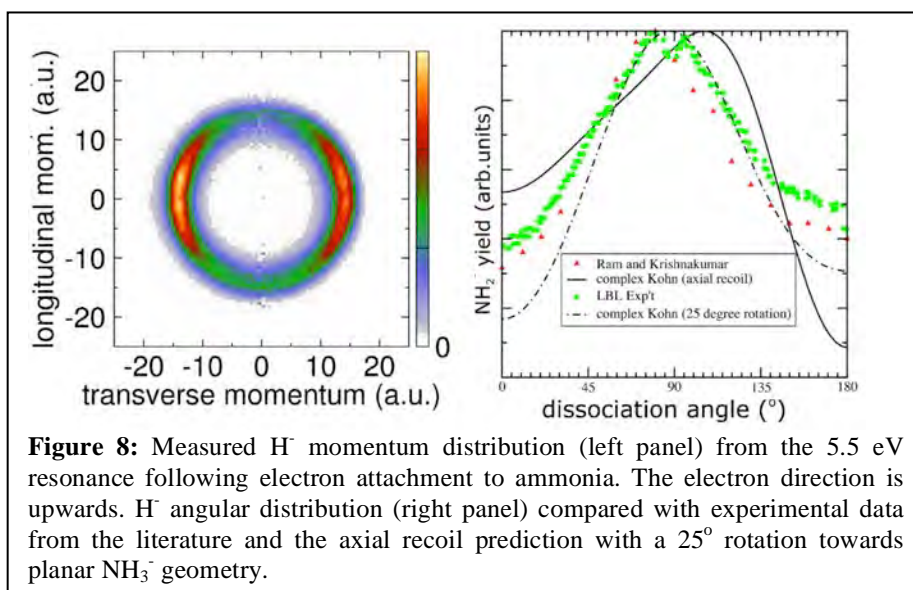 longitudinal mom. (a.u.)
20
10
0
-10
-20
-20 -10 0 10 20
transverse momentum (a.u.)
0
NH₂⁻ yield (arb.units)
Ram and Krishnakumar
complex Kohn (axial recoil)
LBL Exp't
complex Kohn (25 degree rotation)
0 45 90 135 180
dissociation angle (°)
Figure 8: Measured H⁻ momentum distribution (left panel) from the 5.5 eV
resonance following electron attachment to ammonia. The electron direction is
upwards. H⁻ angular distribution (right panel) compared with experimental data
from the literature and the axial recoil prediction with a 25° rotation towards
planar NH₃⁻ geometry.